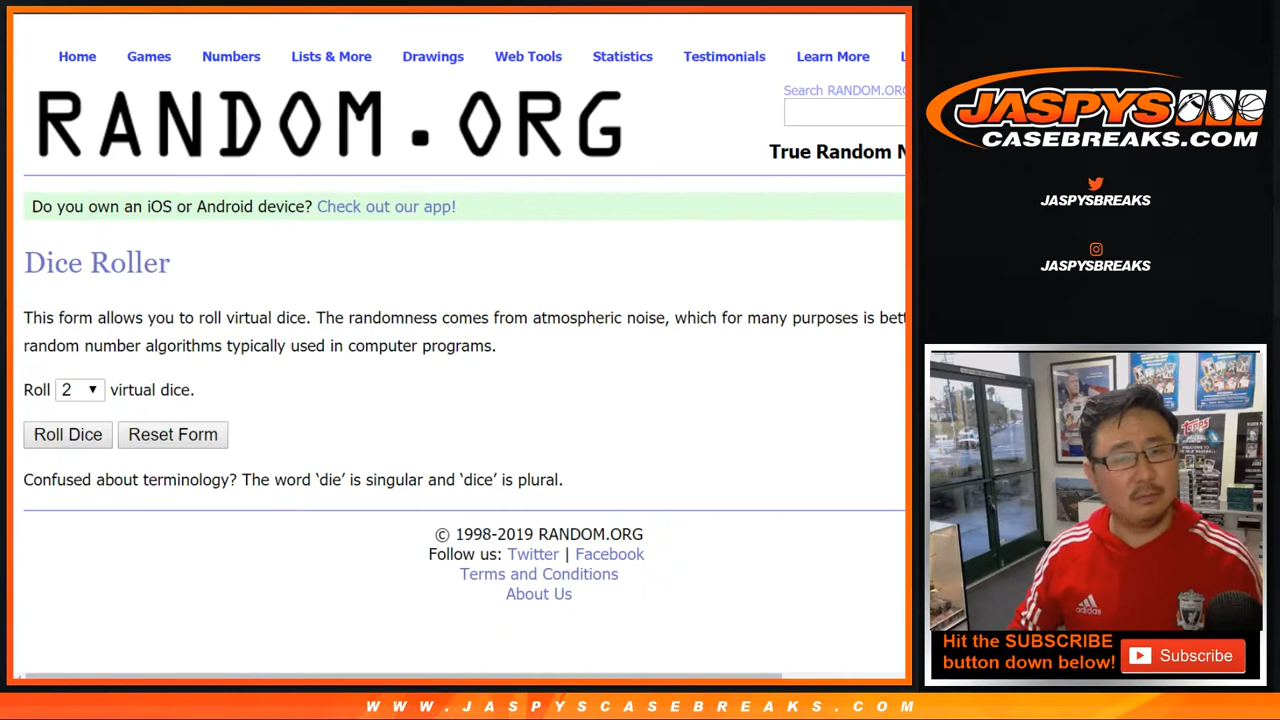 Home Games Numbers Lists & More Drawings Web Tools Statistics Testimonials Learn More
RANDOM.ORG
Search RANDOM.ORG
True Random N
Do you own an iOS or Android device? Check out our app!
Dice Roller
This form allows you to roll virtual dice. The randomness comes from atmospheric noise, which for many purposes is bett
random number algorithms typically used in computer programs.
Roll 2 virtual dice.
Roll Dice Reset Form
Confused about terminology? The word ‘die’ is singular and ‘dice’ is plural.
© 1998-2019 RANDOM.ORG
Follow us: Twitter | Facebook
Terms and Conditions
About Us
JASPYS
CASEBREAKS.COM
JASPYSBREAKS
JASPYSBREAKS
TOPPS
adidas
Hit the SUBSCRIBE
button down below!
Subscribe
WWW.JASPYSCASEBREAKS.COM